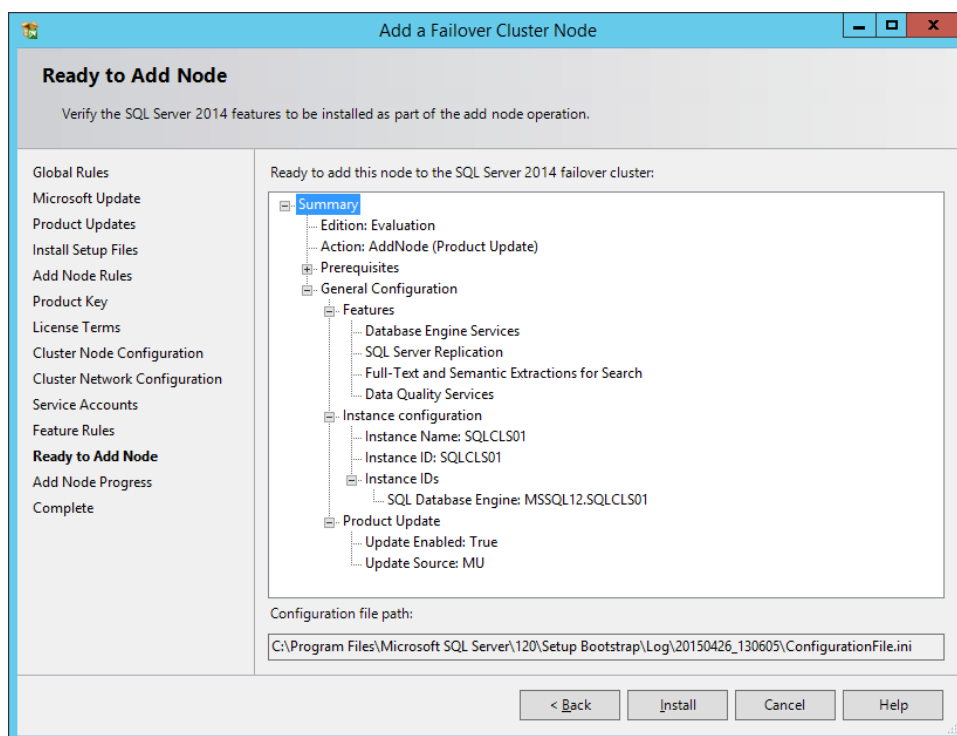 Add a Failover Cluster Node
Ready to Add Node
Verify the SQL Server 2014 features to be installed as part of the add node operation.
Global Rules
Microsoft Update
Product Updates
Install Setup Files
Add Node Rules
Product Key
License Terms
Cluster Node Configuration
Cluster Network Configuration
Service Accounts
Feature Rules
Ready to Add Node
Add Node Progress
Complete
Ready to add this node to the SQL Server 2014 failover cluster:
Summary
Edition: Evaluation
Action: AddNode (Product Update)
Prerequisites
General Configuration
Features
Database Engine Services
SQL Server Replication
Full-Text and Semantic Extractions for Search
Data Quality Services
Instance configuration
Instance Name: SQLCLS01
Instance ID: SQLCLS01
Instance IDs
SQL Database Engine: MSSQL12.SQLCLS01
Product Update
Update Enabled: True
Update Source: MU
Configuration file path:
C:\Program Files\Microsoft SQL Server\120\Setup Bootstrap\Log\20150426_130605\ConfigurationFile.ini
< Back
Install
Cancel
Help